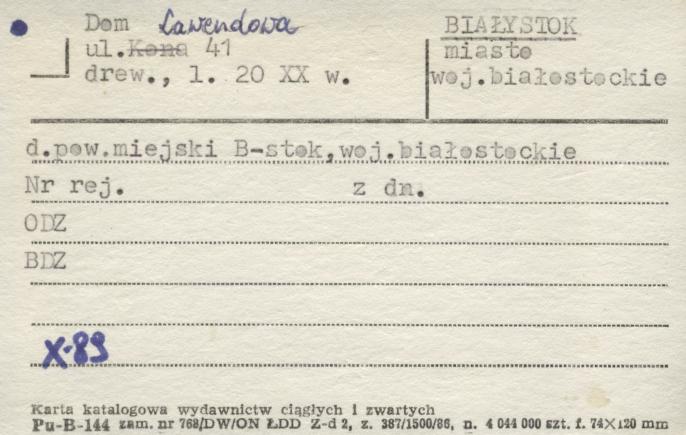 Dom Lawendowa
ul.Kona 41
drew., l. 20 XX w.
BIAŁYSTOK
miasto
woj.białostockie
d.pow.miejski B-stok,woj.białostockie
Nr rej. z dn.
ODZ
BDZ
X-89
Karta katalogowa wydawnictw ciągłych i zwartych
Pu-B-144 zam. nr 768/DW/ON ŁDD Z-d 2, z. 387/1500/86, n. 4 044 000 szt. f. 74×120 mm